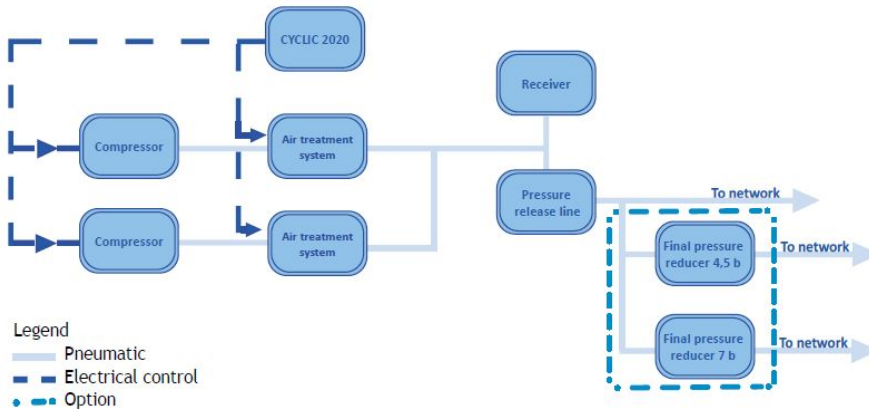 CYCLIC 2020
Receiver
Compressor
Air treatment
system
Pressure
release line
To network
Compressor
Air treatment
system
Final pressure
reducer 4,5 b
To network
Final pressure
reducer 7 b
To network
Legend
Pneumatic
Electrical control
Option